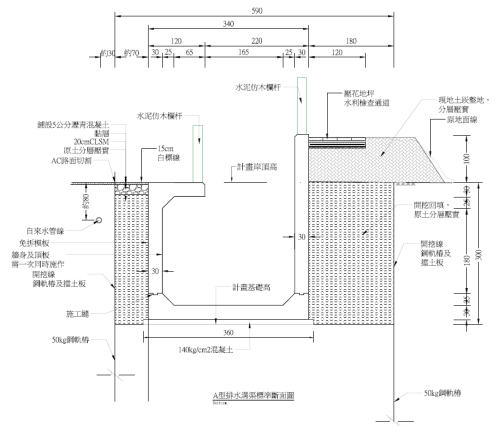 590
340
120
220
180
約30
約70
30
25
65
165
25
30
120
水泥仿木欄杆
壓花地坪
水利檢查通道
現地土崁整地，
分層壓實
原地面線
水泥仿木欄杆
鋪設5公分瀝青混凝土
黏層
20cmCLSM
原土分層壓實
AC路面切割
15cm
白標線
計畫岸頂高
100
約80
自來水管線
免拆模板
牆身及頂板
需一次同時施作
開挖線
鋼軌樁及擋土板
施工縫
50kg鋼軌樁
30
30
開挖回填，
原土分層壓實
開挖線
鋼軌樁及
擋土板
180
300
25
計畫基礎高
360
140kg/cm2混凝土
50kg鋼軌樁
A型排水溝渠標準斷面圖